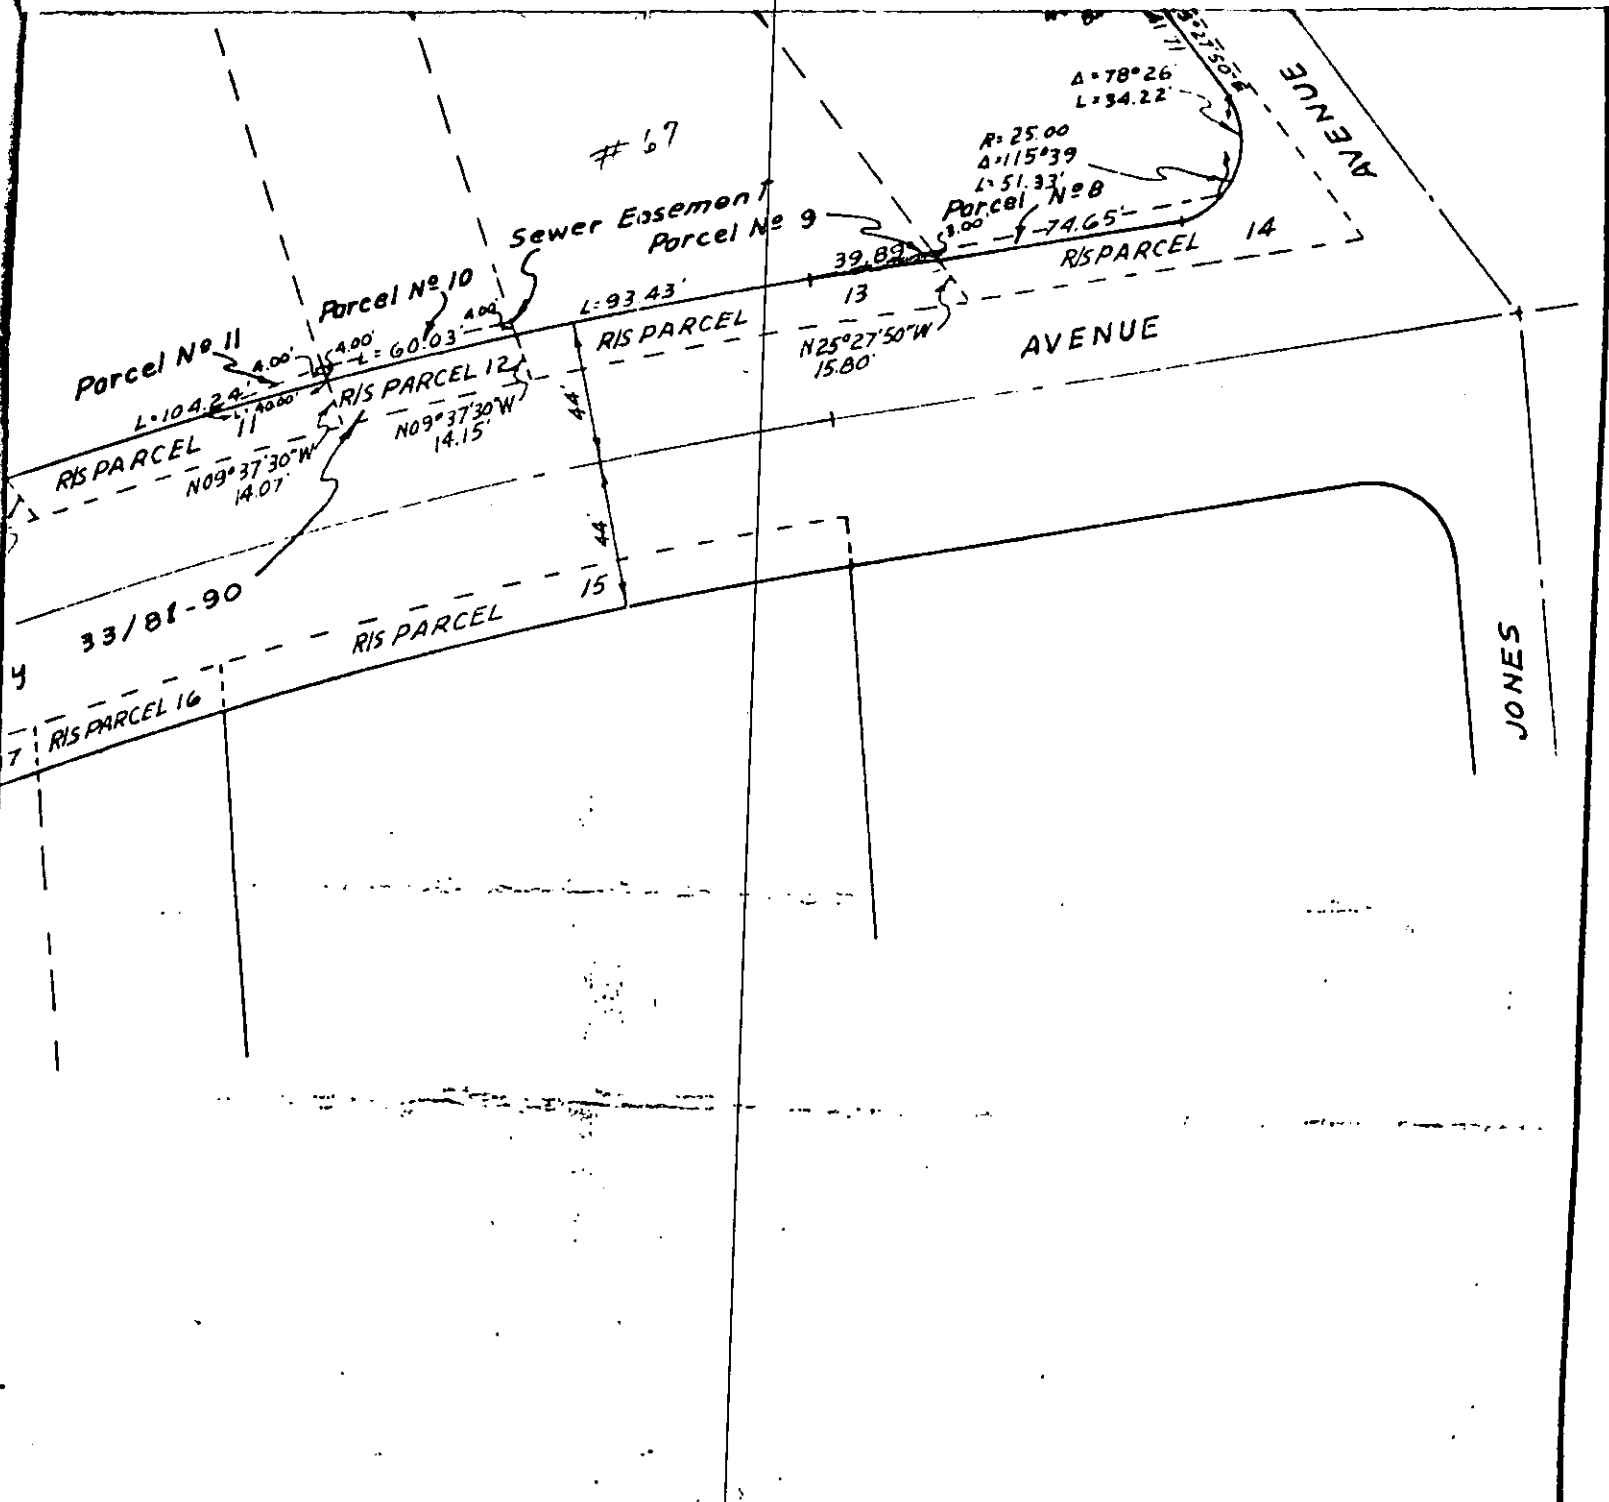 Δ=78°26'
L=34.22'
AVENUE
R=25.00
Δ=115°39
L=51.33'
# 67
Sewer Easement
Parcel Nº 9
Parcel Nº 8
3.00'
74.65'
39.89
R/S PARCEL 14
13
Parcel Nº 10
4.00'
L=93.43'
R/S PARCEL
N25°27'50"W
15.80'
AVENUE
Parcel Nº 11
4.00'
4.00'
L=60.03'
R/S PARCEL 12
N09°37'30"W
14.15'
L=104.24'
L=40.00'
R/S PARCEL 11
N09°37'30"W
14.07'
44'
44'
33/81-90
R/S PARCEL 15
y
R/S PARCEL 16
7
JONES